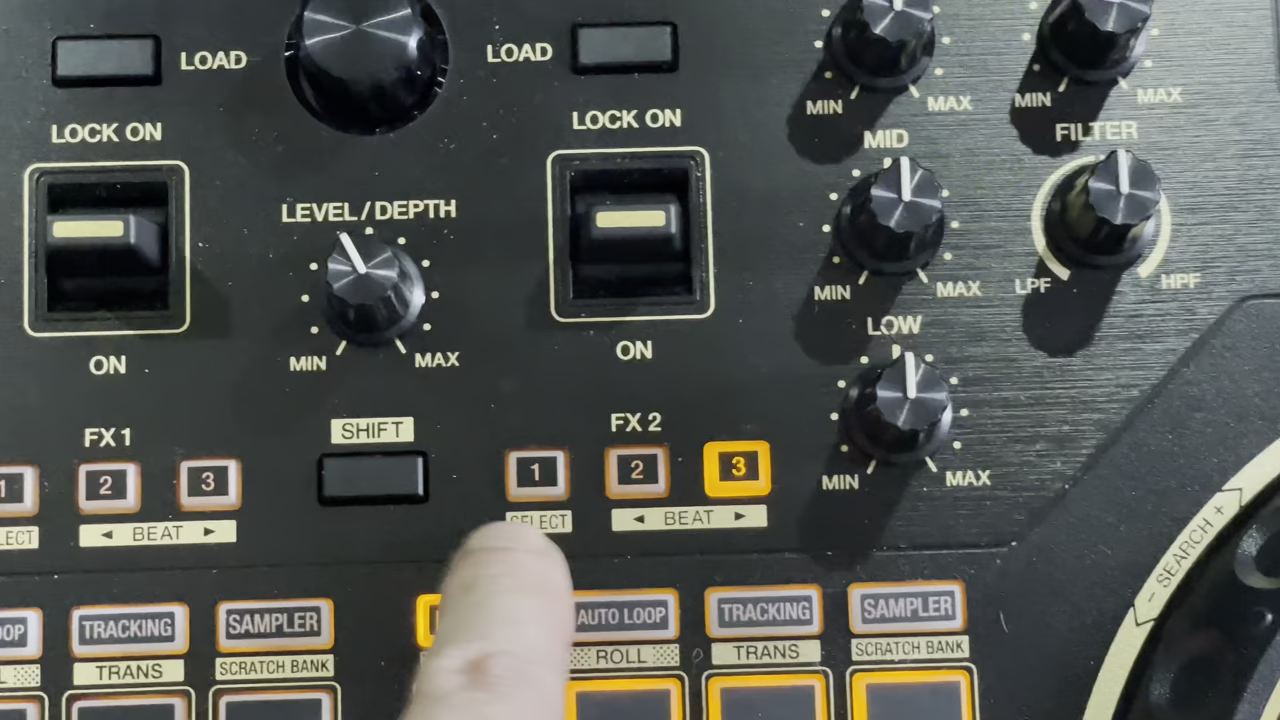 LOAD
LOAD
MIN MAX
MIN MAX
LOCK ON
LOCK ON
MID
FILTER
LEVEL / DEPTH
MIN MAX
LPF HPF
LOW
ON
MIN MAX
ON
FX 1
SHIFT
FX 2
MIN MAX
1 2 3
1 2 3
◄ BEAT ►
SELECT
◄ BEAT ►
- SEARCH +
TRACKING
SAMPLER
AUTO LOOP
TRACKING
SAMPLER
TRANS
SCRATCH BANK
ROLL
TRANS
SCRATCH BANK